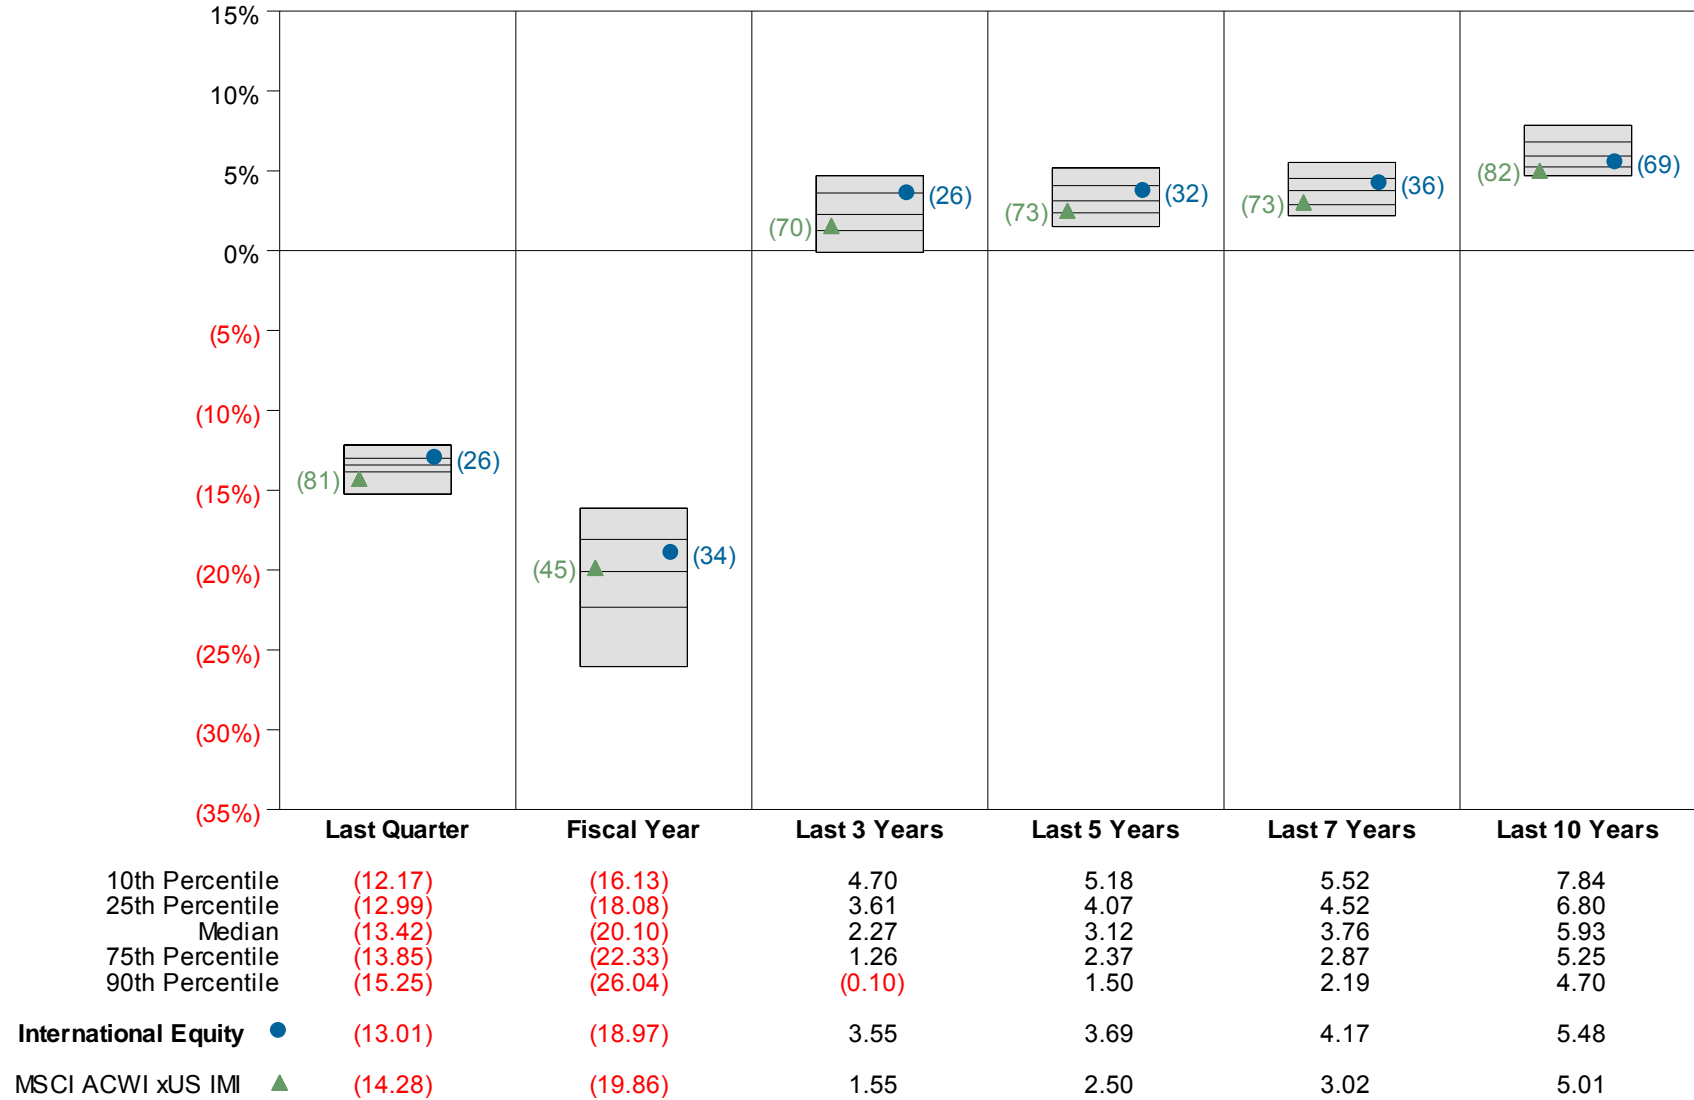 15%
10%
5%
0%
(5%)
(10%)
(15%)
(20%)
(25%)
(30%)
(35%)
(81) (26)
(45) (34)
(70) (26)
(73) (32)
(73) (36)
(82) (69)
Last Quarter Fiscal Year Last 3 Years Last 5 Years Last 7 Years Last 10 Years
10th Percentile (12.17) (16.13) 4.70 5.18 5.52 7.84
25th Percentile (12.99) (18.08) 3.61 4.07 4.52 6.80
Median (13.42) (20.10) 2.27 3.12 3.76 5.93
75th Percentile (13.85) (22.33) 1.26 2.37 2.87 5.25
90th Percentile (15.25) (26.04) (0.10) 1.50 2.19 4.70
International Equity (13.01) (18.97) 3.55 3.69 4.17 5.48
MSCI ACWI xUS IMI (14.28) (19.86) 1.55 2.50 3.02 5.01